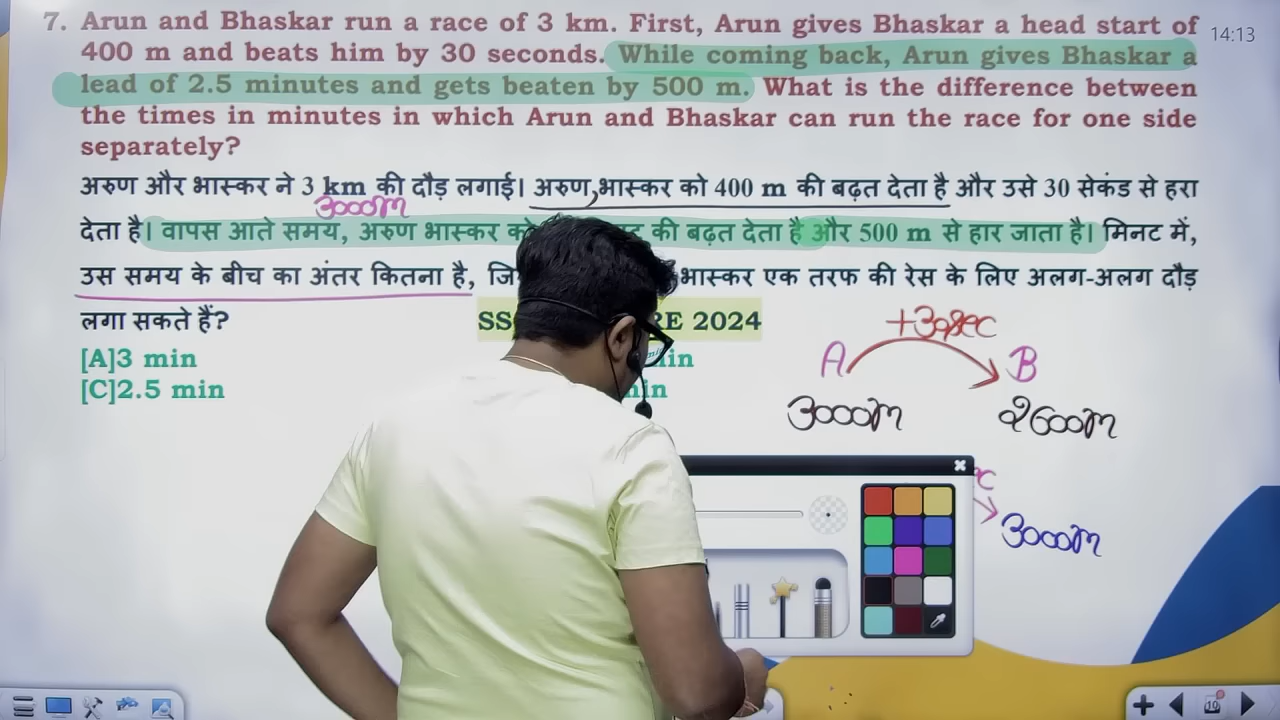 7. Arun and Bhaskar run a race of 3 km. First, Arun gives Bhaskar a head start of
400 m and beats him by 30 seconds. While coming back, Arun gives Bhaskar a
lead of 2.5 minutes and gets beaten by 500 m. What is the difference between
the times in minutes in which Arun and Bhaskar can run the race for one side
separately?
14:13
अरुण और भास्कर ने 3 km की दौड़ लगाई। अरुण, भास्कर को 400 m की बढ़त देता है और उसे 30 सेकंड से हरा
3000m
देता है। वापस आते समय, अरुण भास्कर को की बढ़त देता है और 500 m से हार जाता है। मिनट में,
उस समय के बीच का अंतर कितना है, भास्कर एक तरफ की रेस के लिए अलग-अलग दौड़
लगा सकते हैं?
RE 2024
+30sec
[A]3 min
A B
[C]2.5 min
3000m 2600m
3000m
19